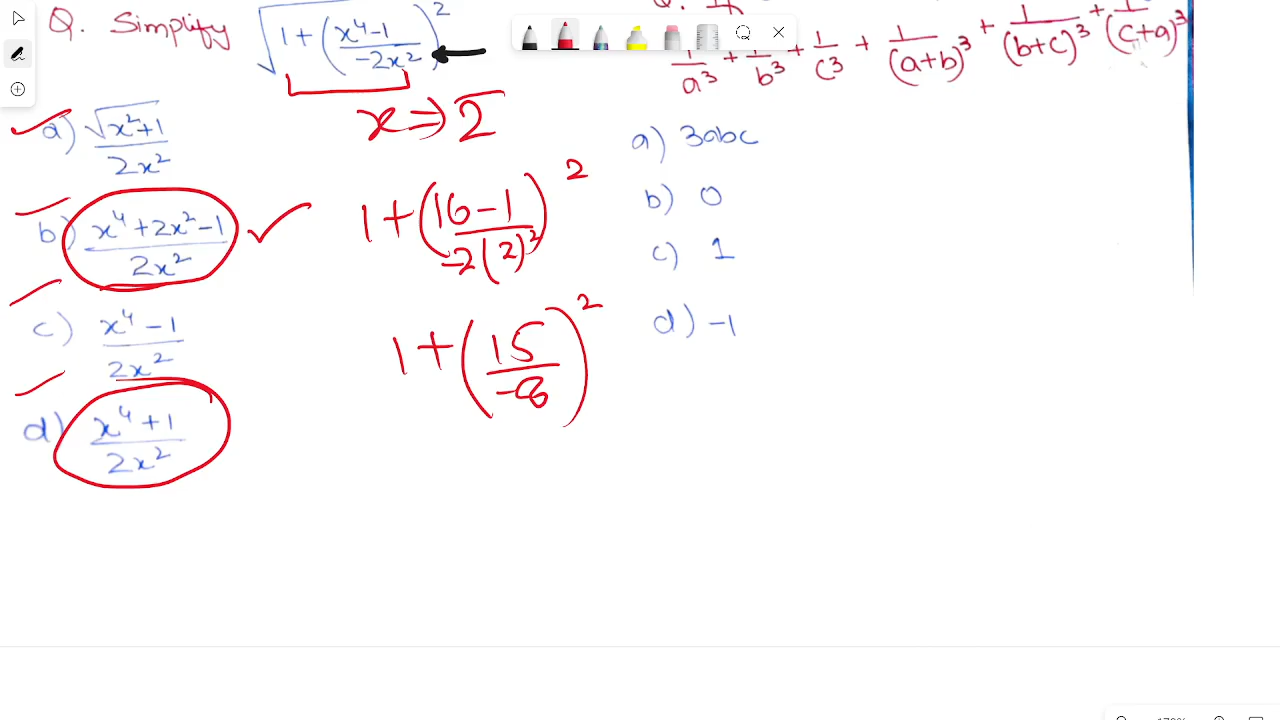 Q. Simplify √(1 + ((x⁴-1)/(-2x²))²)
a) √(x²+1)/2x²
b) (x⁴+2x²-1)/2x²
c) (x⁴-1)/2x²
d) (x⁴+1)/2x²
x ⇒ 2
1+((16-1)/(-2(2)²))²
1+(15/-8)²
1/a³ + 1/b³ + 1/c³ + 1/(a+b)³ + 1/(b+c)³ + 1/(c+a)³
a) 3abc
b) 0
c) 1
d) -1